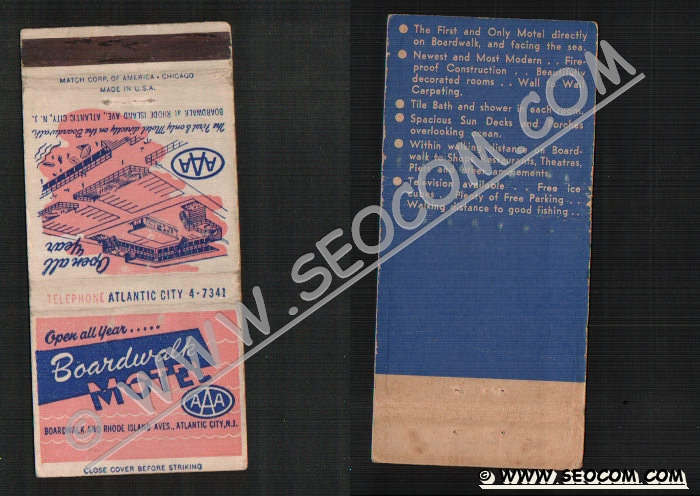 MATCH CORP. OF AMERICA • CHICAGO
MADE IN U.S.A.
BOARDWALK at RHODE ISLAND AVE. ATLANTIC CITY, N. J.
The First & only Motel directly on the Boardwalk
AAA
Open all
Year
TELEPHONE ATLANTIC CITY 4-7341
Open all Year.....
Boardwalk
MOTEL
AAA
BOARDWALK AND RHODE ISLAND AVES., ATLANTIC CITY, N.J.
CLOSE COVER BEFORE STRIKING
• The First and Only Motel directly
on Boardwalk, and facing the sea.
• Newest and Most Modern . . Fire-
proof Construction . . Beautifully
decorated rooms . . Wall to Wall
Carpeting.
• Tile Bath and shower in each room.
• Spacious Sun Decks and Porches
overlooking ocean.
• Within walking distance on Board-
walk to Shops, Restaurants, Theatres,
Piers and other amusements.
• Television available . . Free ice
cubes . . Plenty of Free Parking . .
Walking distance to good fishing . .
© WWW.SEOCOM.COM
© WWW.SEOCOM.COM